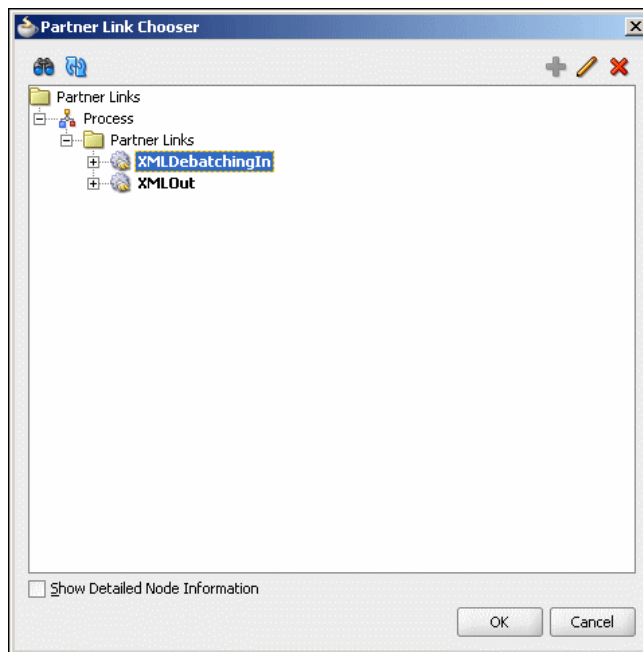 Partner Link Chooser
Partner Links
Process
Partner Links
XMLDebatchingIn
XMLOut
Show Detailed Node Information
OK Cancel